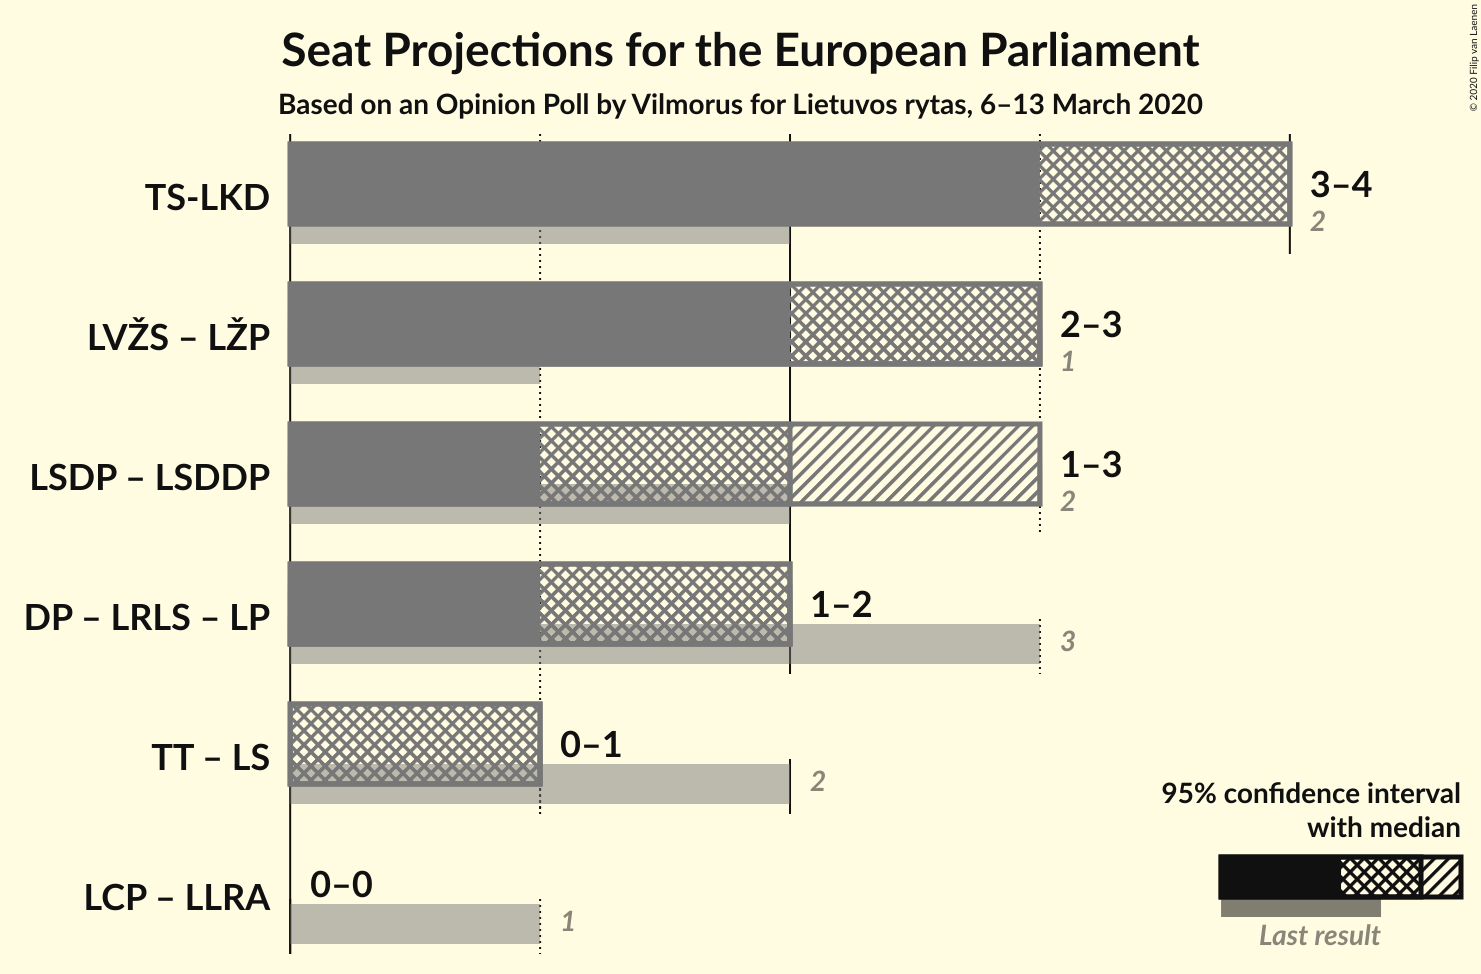 Seat Projections for the European Parliament
Based on an Opinion Poll by Vilmorus for Lietuvos rytas, 6–13 March 2020
© 2020 Filip van Laenen
TS-LKD
3–4
2
LVŽS – LŽP
2–3
1
LSDP – LSDDP
1–3
2
DP – LRLS – LP
1–2
3
TT – LS
0–1
2
LCP – LLRA
0–0
1
95% confidence interval
with median
Last result